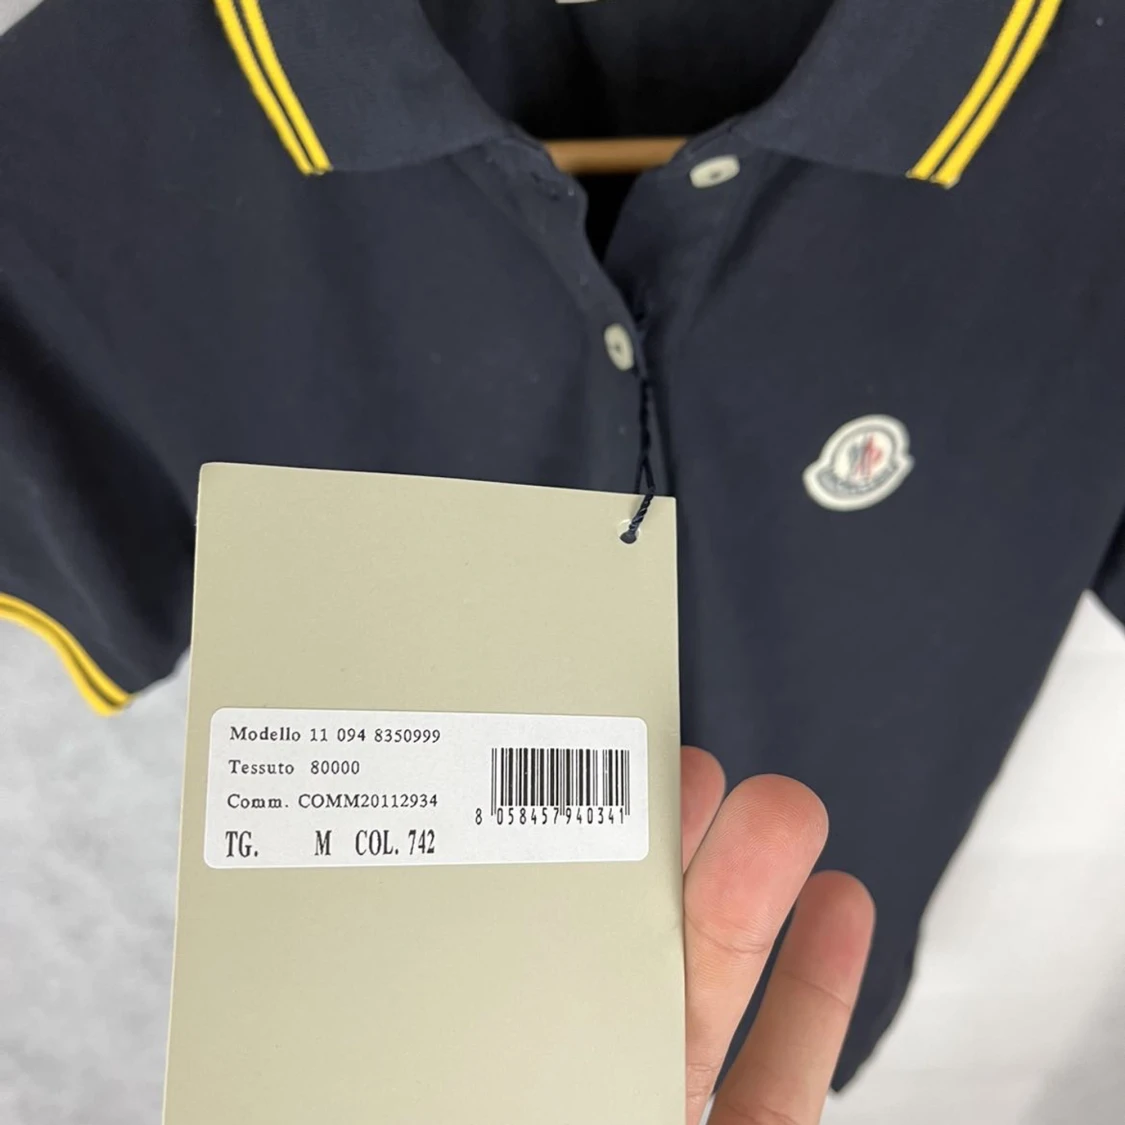 Modello 11 094 8350999
Tessuto 80000
Comm. COMM20112934
TG. M COL. 742
8 058457 940341